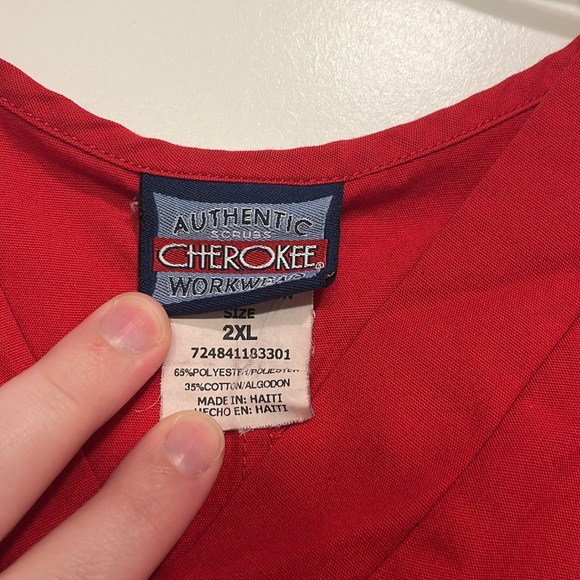 AUTHENTIC
SCRUBS
CHEROKEE®
WORKWEAR
SIZE
2XL
724841183301
65%POLYESTER/POLIESTER
35%COTTON/ALGODON
MADE IN: HAITI
HECHO EN: HAITI